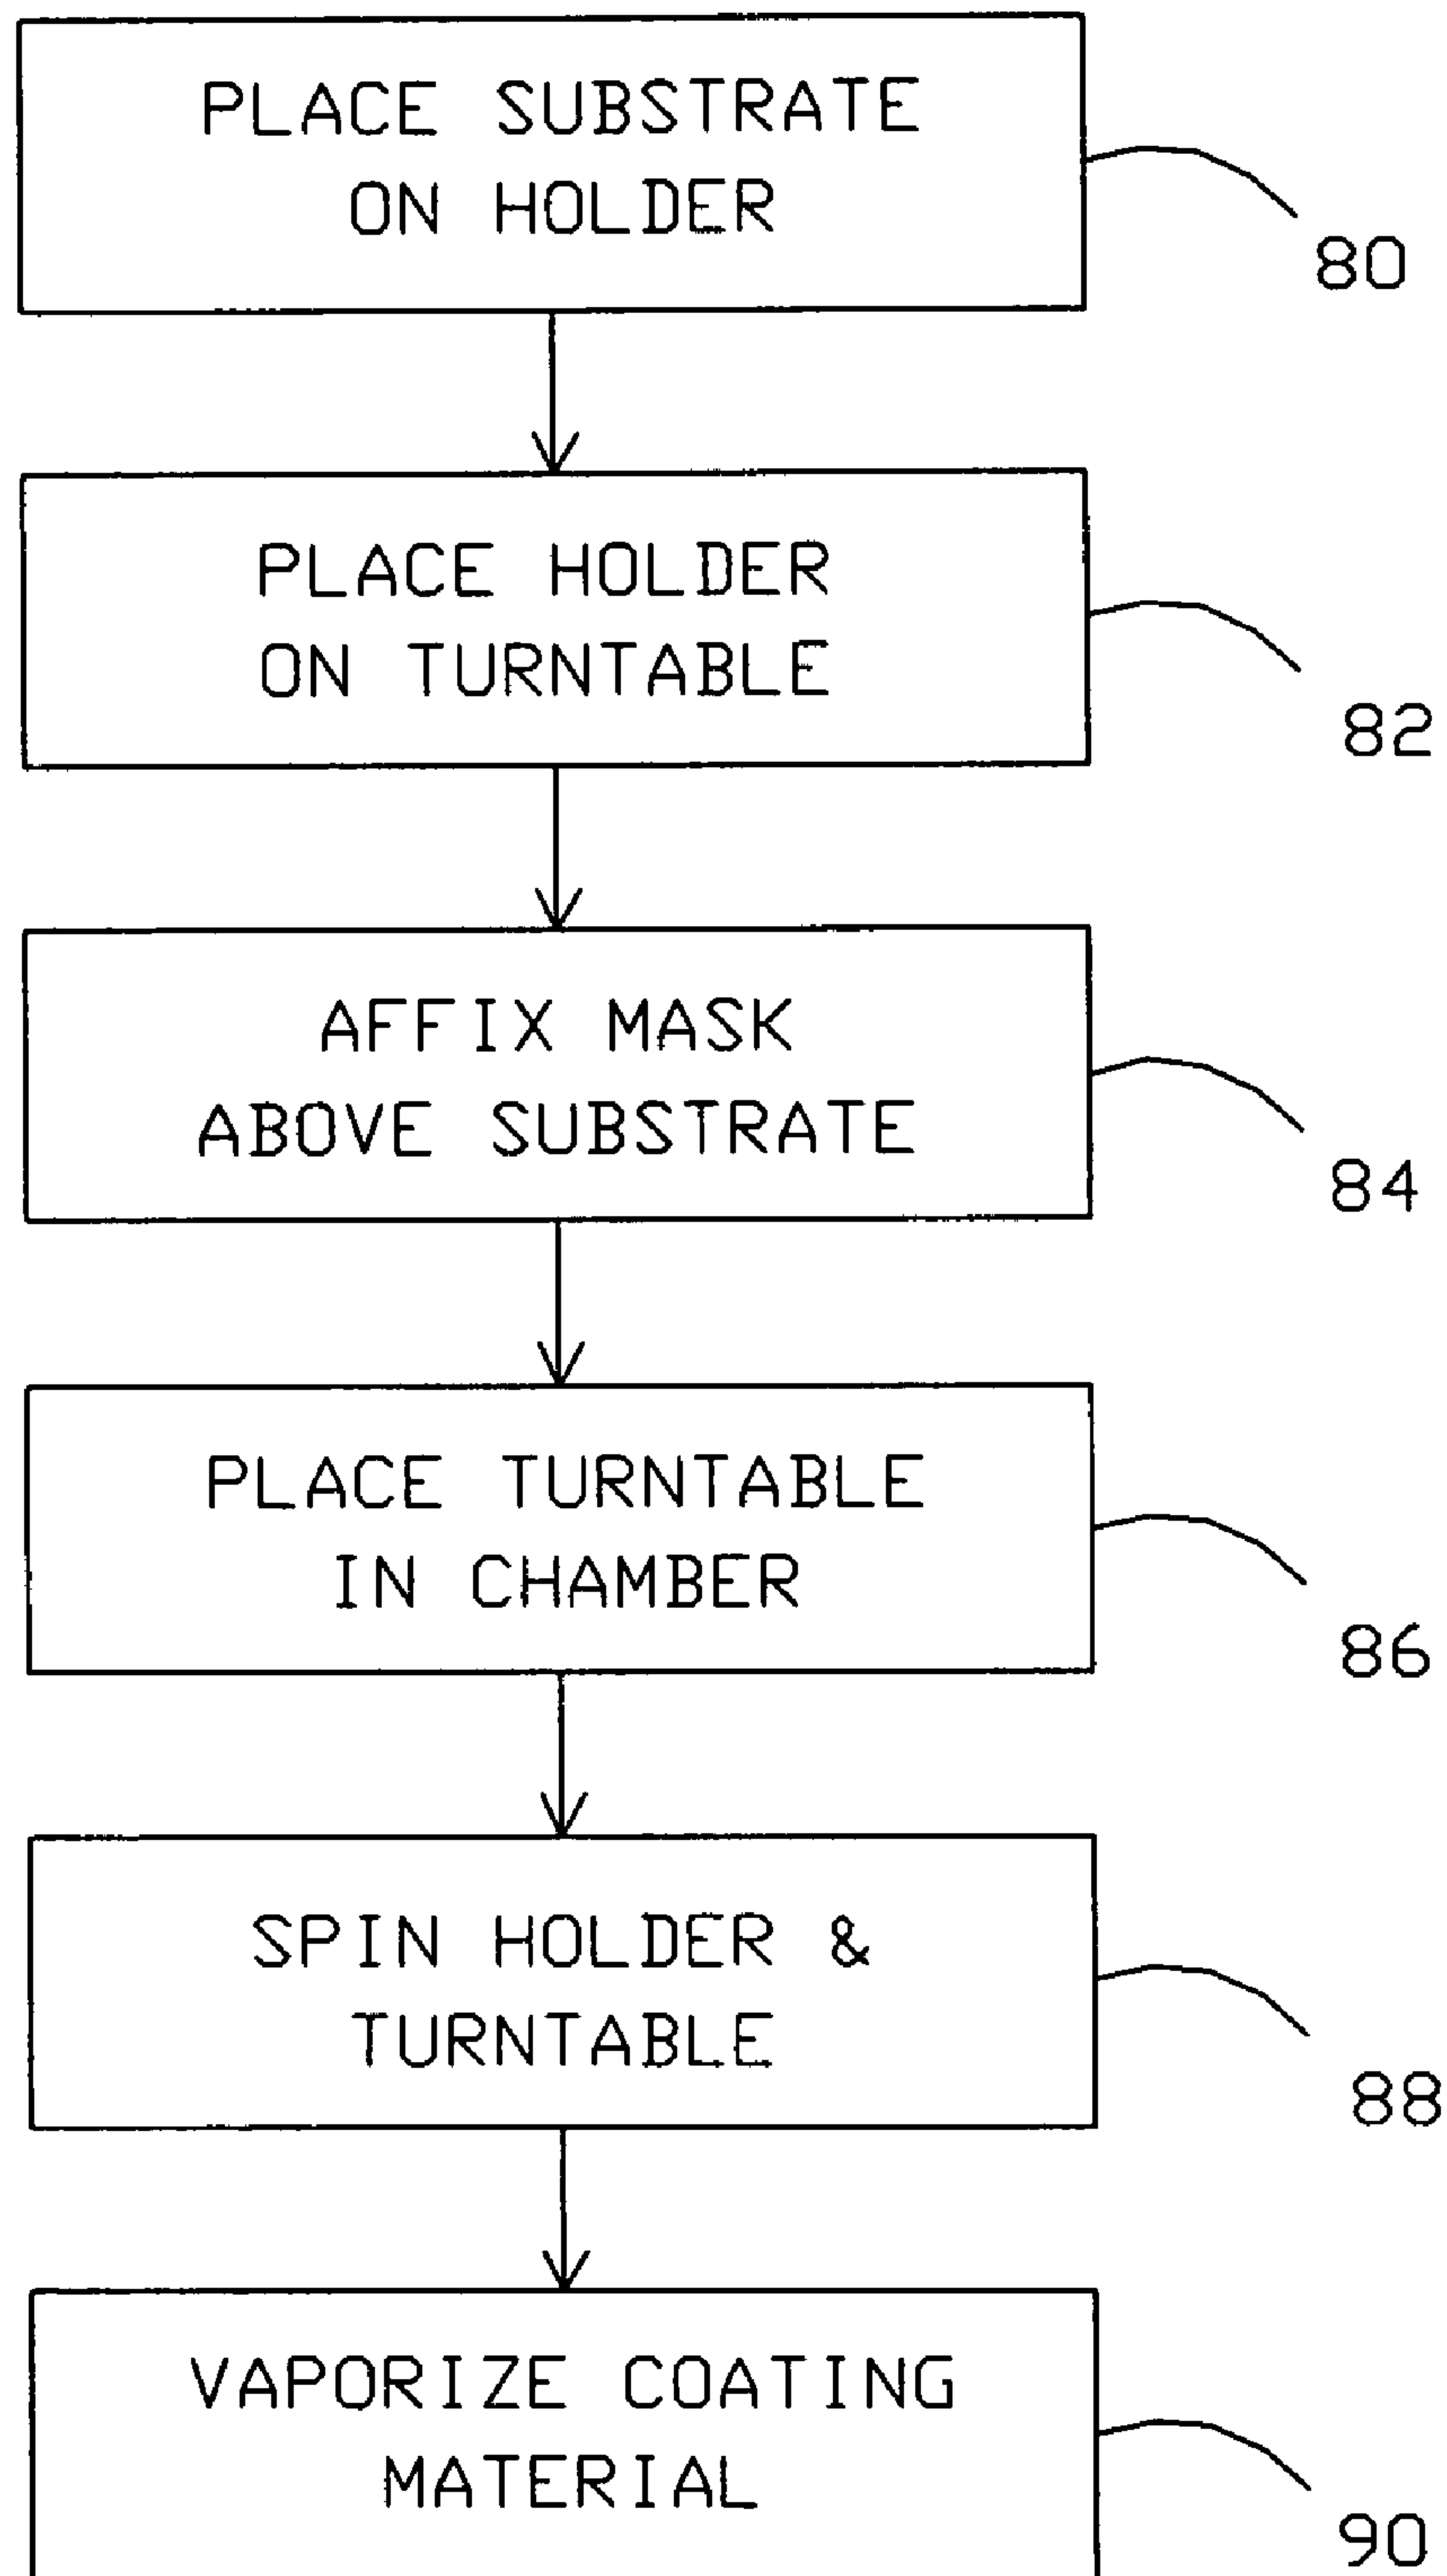 PLACE SUBSTRATE
ON HOLDER
80
PLACE HOLDER
ON TURNTABLE
82
AFFIX MASK
ABOVE SUBSTRATE
84
PLACE TURNTABLE
IN CHAMBER
86
SPIN HOLDER &
TURNTABLE
88
VAPORIZE COATING
MATERIAL
90